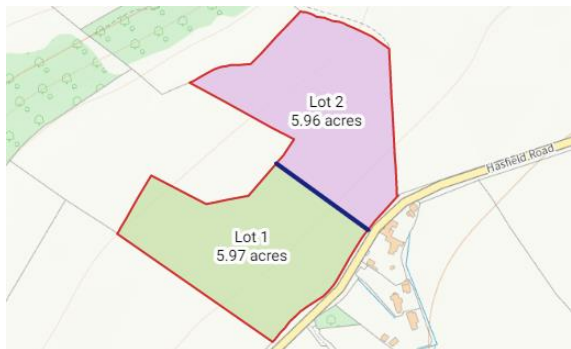 Lot 2
5.96 acres
Hasfield Road
Lot 1
5.97 acres